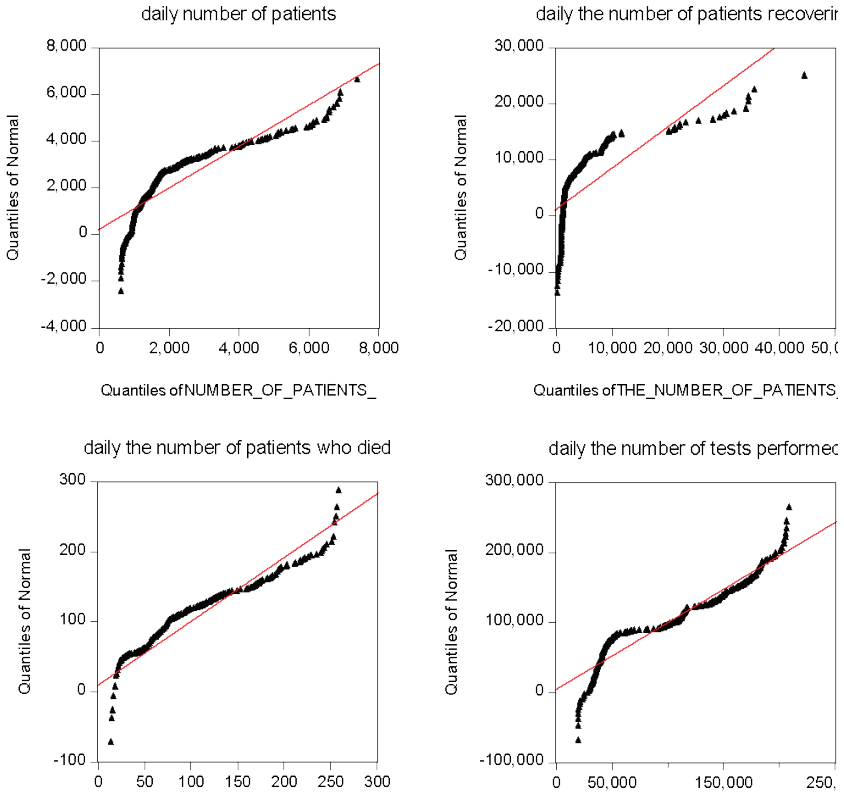 daily number of patients
8,000
6,000
4,000
2,000
0
-2,000
-4,000
Quantiles of Normal
0 2,000 4,000 6,000 8,000
Quantiles ofNUMBER_OF_PATIENTS_
daily the number of patients recoverin
30,000
20,000
10,000
0
-10,000
-20,000
Quantiles of Normal
0 10,000 20,000 30,000 40,000 50,0
Quantiles ofTHE_NUMBER_OF_PATIENTS_
daily the number of patients who died
300
200
100
0
-100
Quantiles of Normal
0 50 100 150 200 250 300
daily the number of tests performed
300,000
200,000
100,000
0
-100,000
Quantiles of Normal
0 50,000 150,000 250,